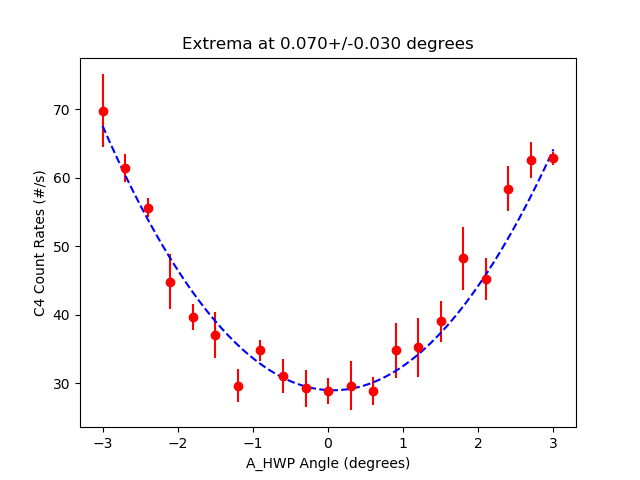 Extrema at 0.070+/-0.030 degrees
70
60
50
40
30
C4 Count Rates (#/s)
−3 −2 −1 0 1 2 3
A_HWP Angle (degrees)